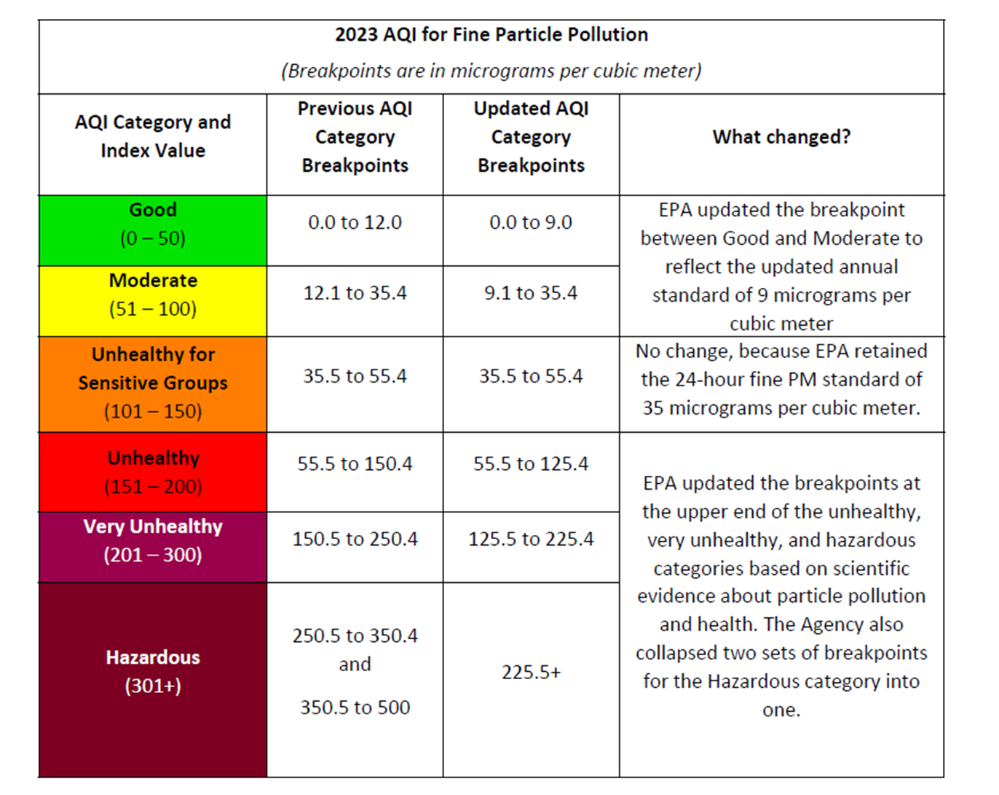 2023 AQI for Fine Particle Pollution
(Breakpoints are in micrograms per cubic meter)
AQI Category and
Index Value
Previous AQI
Category
Breakpoints
Updated AQI
Category
Breakpoints
What changed?
Good
(0 – 50)
0.0 to 12.0
0.0 to 9.0
EPA updated the breakpoint
between Good and Moderate to
reflect the updated annual
standard of 9 micrograms per
cubic meter
Moderate
(51 – 100)
12.1 to 35.4
9.1 to 35.4
Unhealthy for
Sensitive Groups
(101 – 150)
35.5 to 55.4
35.5 to 55.4
No change, because EPA retained
the 24-hour fine PM standard of
35 micrograms per cubic meter.
Unhealthy
(151 – 200)
55.5 to 150.4
55.5 to 125.4
EPA updated the breakpoints at
the upper end of the unhealthy,
very unhealthy, and hazardous
categories based on scientific
evidence about particle pollution
and health. The Agency also
collapsed two sets of breakpoints
for the Hazardous category into
one.
Very Unhealthy
(201 – 300)
150.5 to 250.4
125.5 to 225.4
Hazardous
(301+)
250.5 to 350.4
and
350.5 to 500
225.5+